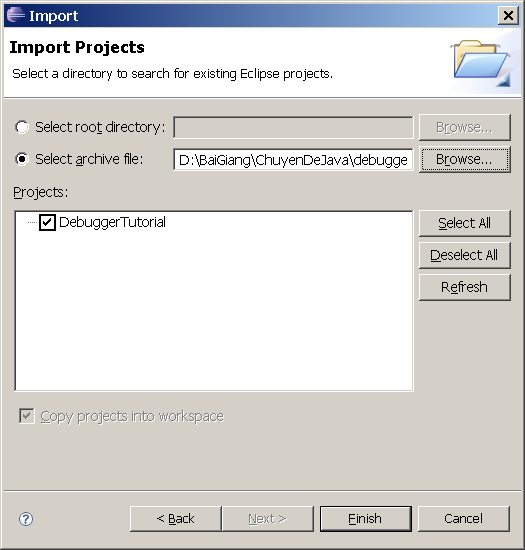 Import
Import Projects
Select a directory to search for existing Eclipse projects.
Select root directory:
Browse...
Select archive file:
D:\BaiGiang\ChuyenDeJava\debugge
Browse...
Projects:
DebuggerTutorial
Select All
Deselect All
Refresh
Copy projects into workspace
?
< Back
Next >
Finish
Cancel